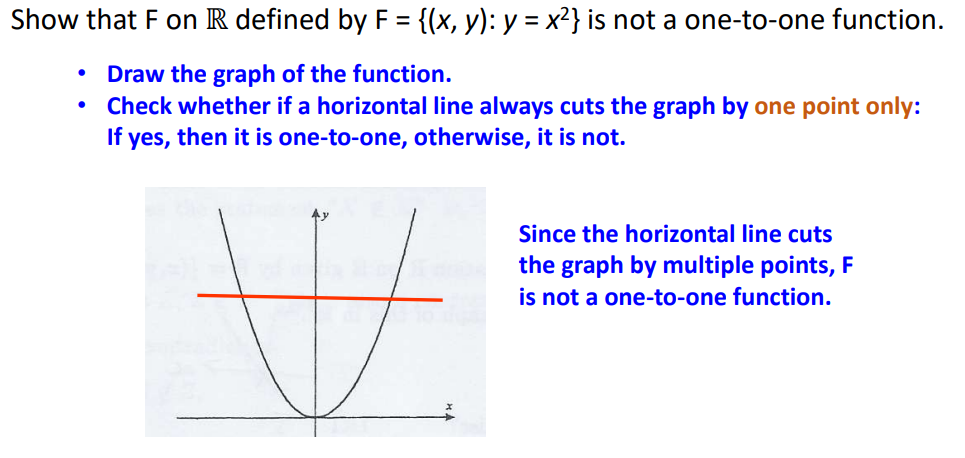 Show that F on ℝ defined by F = {(x, y): y = x²} is not a one-to-one function.
• Draw the graph of the function.
• Check whether if a horizontal line always cuts the graph by one point only:
If yes, then it is one-to-one, otherwise, it is not.
y
Since the horizontal line cuts
the graph by multiple points, F
is not a one-to-one function.
x